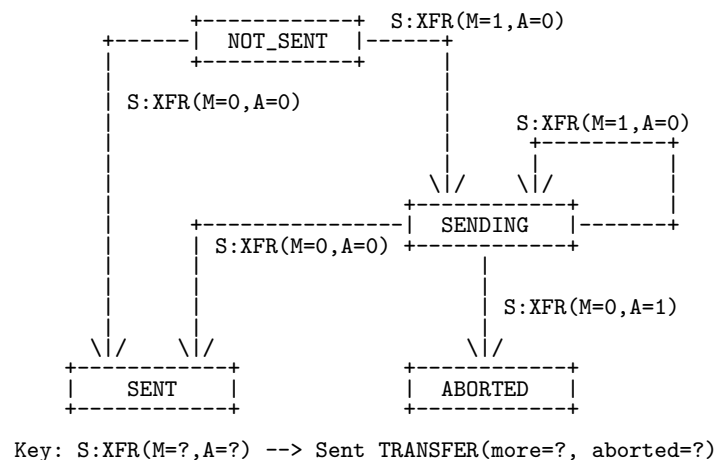 S:XFR(M=1,A=0)
NOT_SENT
S:XFR(M=0,A=0)
S:XFR(M=1,A=0)
SENDING
S:XFR(M=0,A=0)
S:XFR(M=0,A=1)
SENT ABORTED
Key: S:XFR(M=?,A=?) --> Sent TRANSFER(more=?, aborted=?)